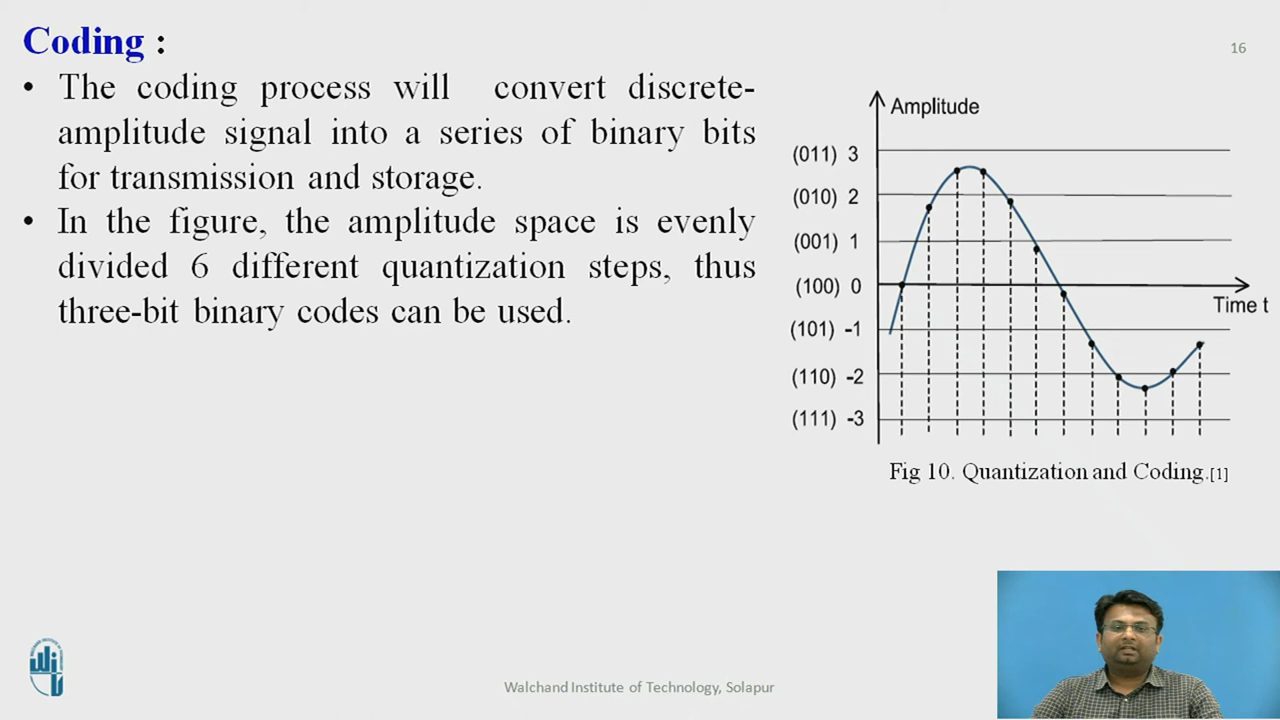 Coding :
16
• The coding process will convert discrete-
amplitude signal into a series of binary bits
for transmission and storage.
• In the figure, the amplitude space is evenly
divided 6 different quantization steps, thus
three-bit binary codes can be used.
Amplitude
(011) 3
(010) 2
(001) 1
(100) 0
Time t
(101) -1
(110) -2
(111) -3
Fig 10. Quantization and Coding.[1]
Walchand Institute of Technology, Solapur